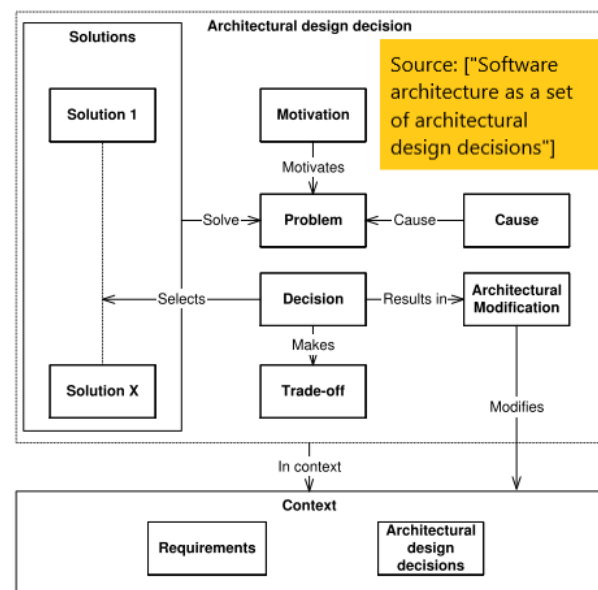 Architectural design decision
Solutions
Source: ["Software
architecture as a set
of architectural
design decisions"]
Solution 1
Motivation
Motivates
Solve
Problem
Cause
Cause
Selects
Decision
Results in
Architectural
Modification
Makes
Solution X
Trade-off
Modifies
In context
Context
Requirements
Architectural
design
decisions